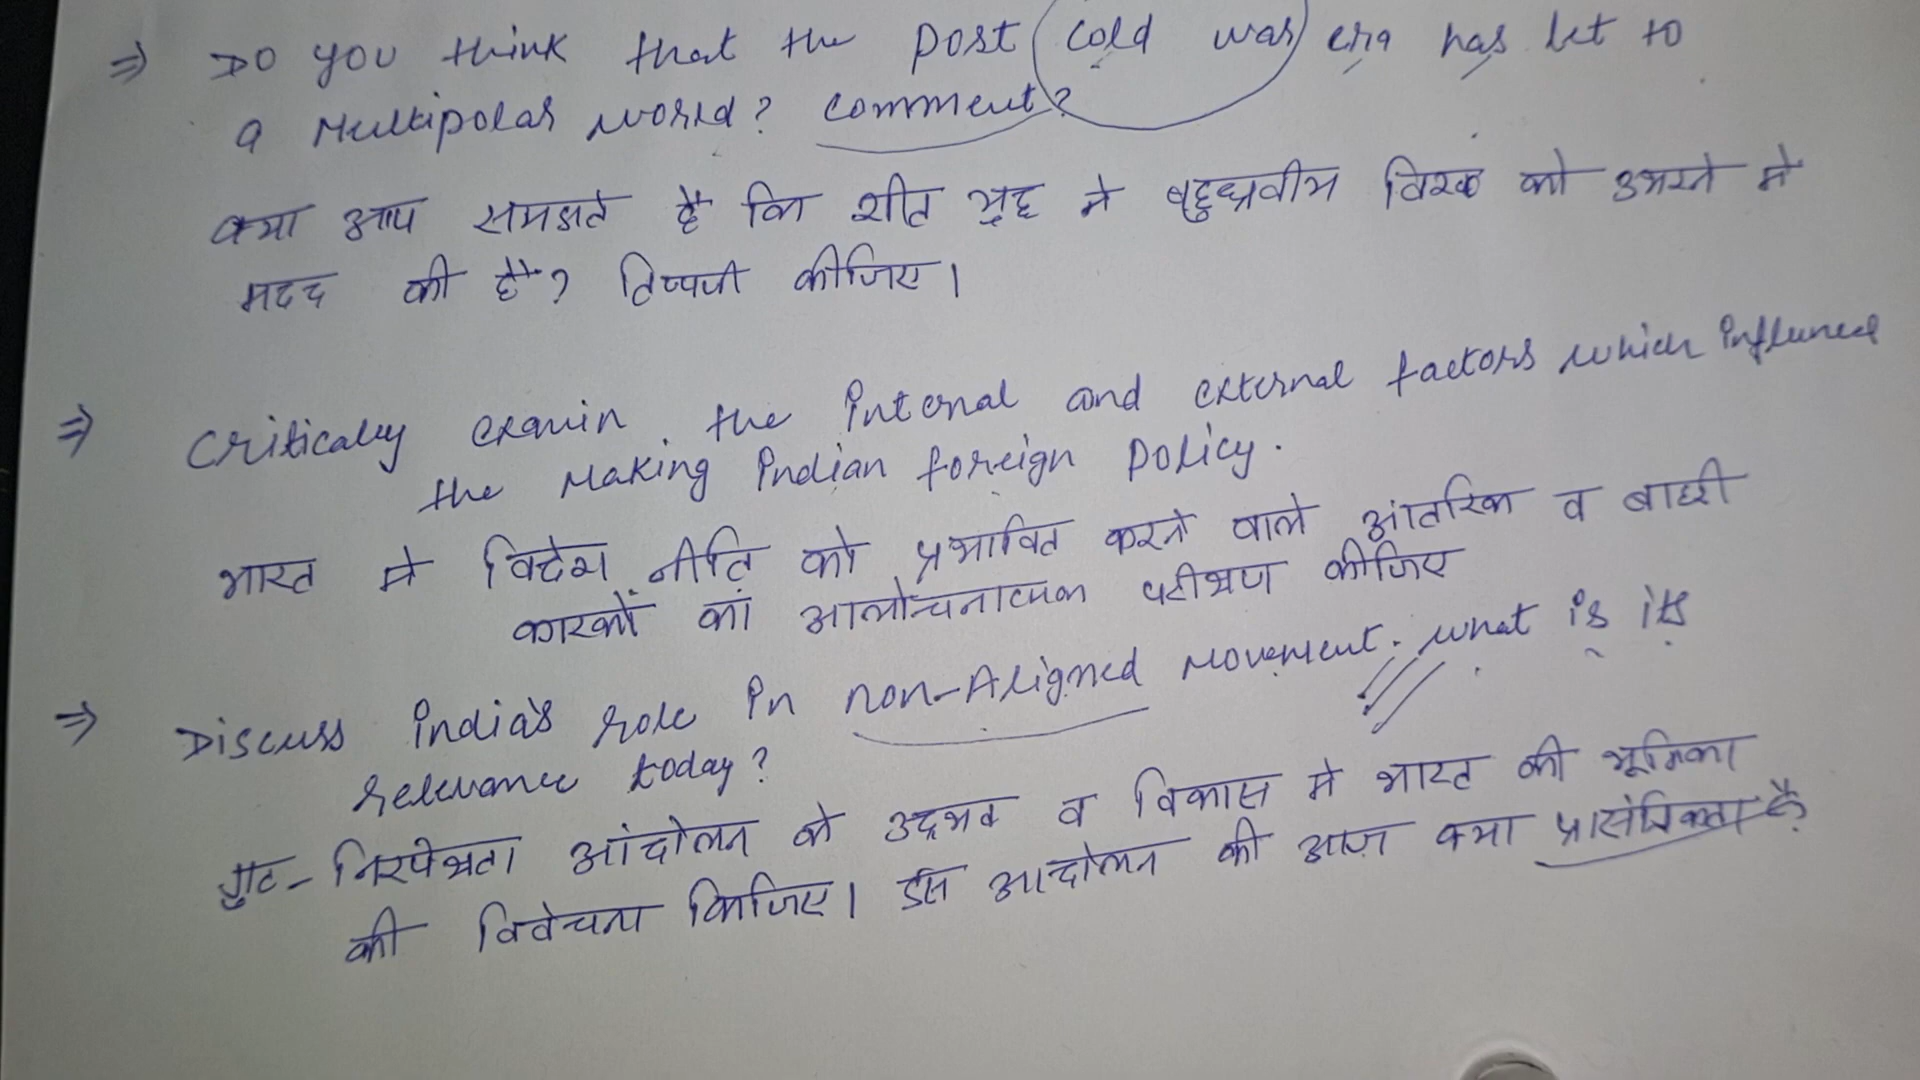 ⇒ Do you think that the post cold war era has let to
a Multipolar world? Comment?
क्या आप समझते है कि शीत युद्ध ने बहुध्रुवीय विश्व को उभरने मे
मदद की है? टिप्पणी कीजिए।
⇒ Critically examin the internal and external factors which influenced
the Making Indian foreign policy.
भारत मे विदेश नीति को प्रभावित करने वाले आंतरिक व बाहरी
कारकों का आलोचनात्मक परीक्षण कीजिए
⇒ Discuss India's role in non-Aligned Movement. What is its
relevance today?
गुट-निरपेक्षता आंदोलन के उद्भव व विकास मे भारत की भूमिका
की विवेचना किजिए। इस आंदोलन की आज क्या प्रासंगिकता है?